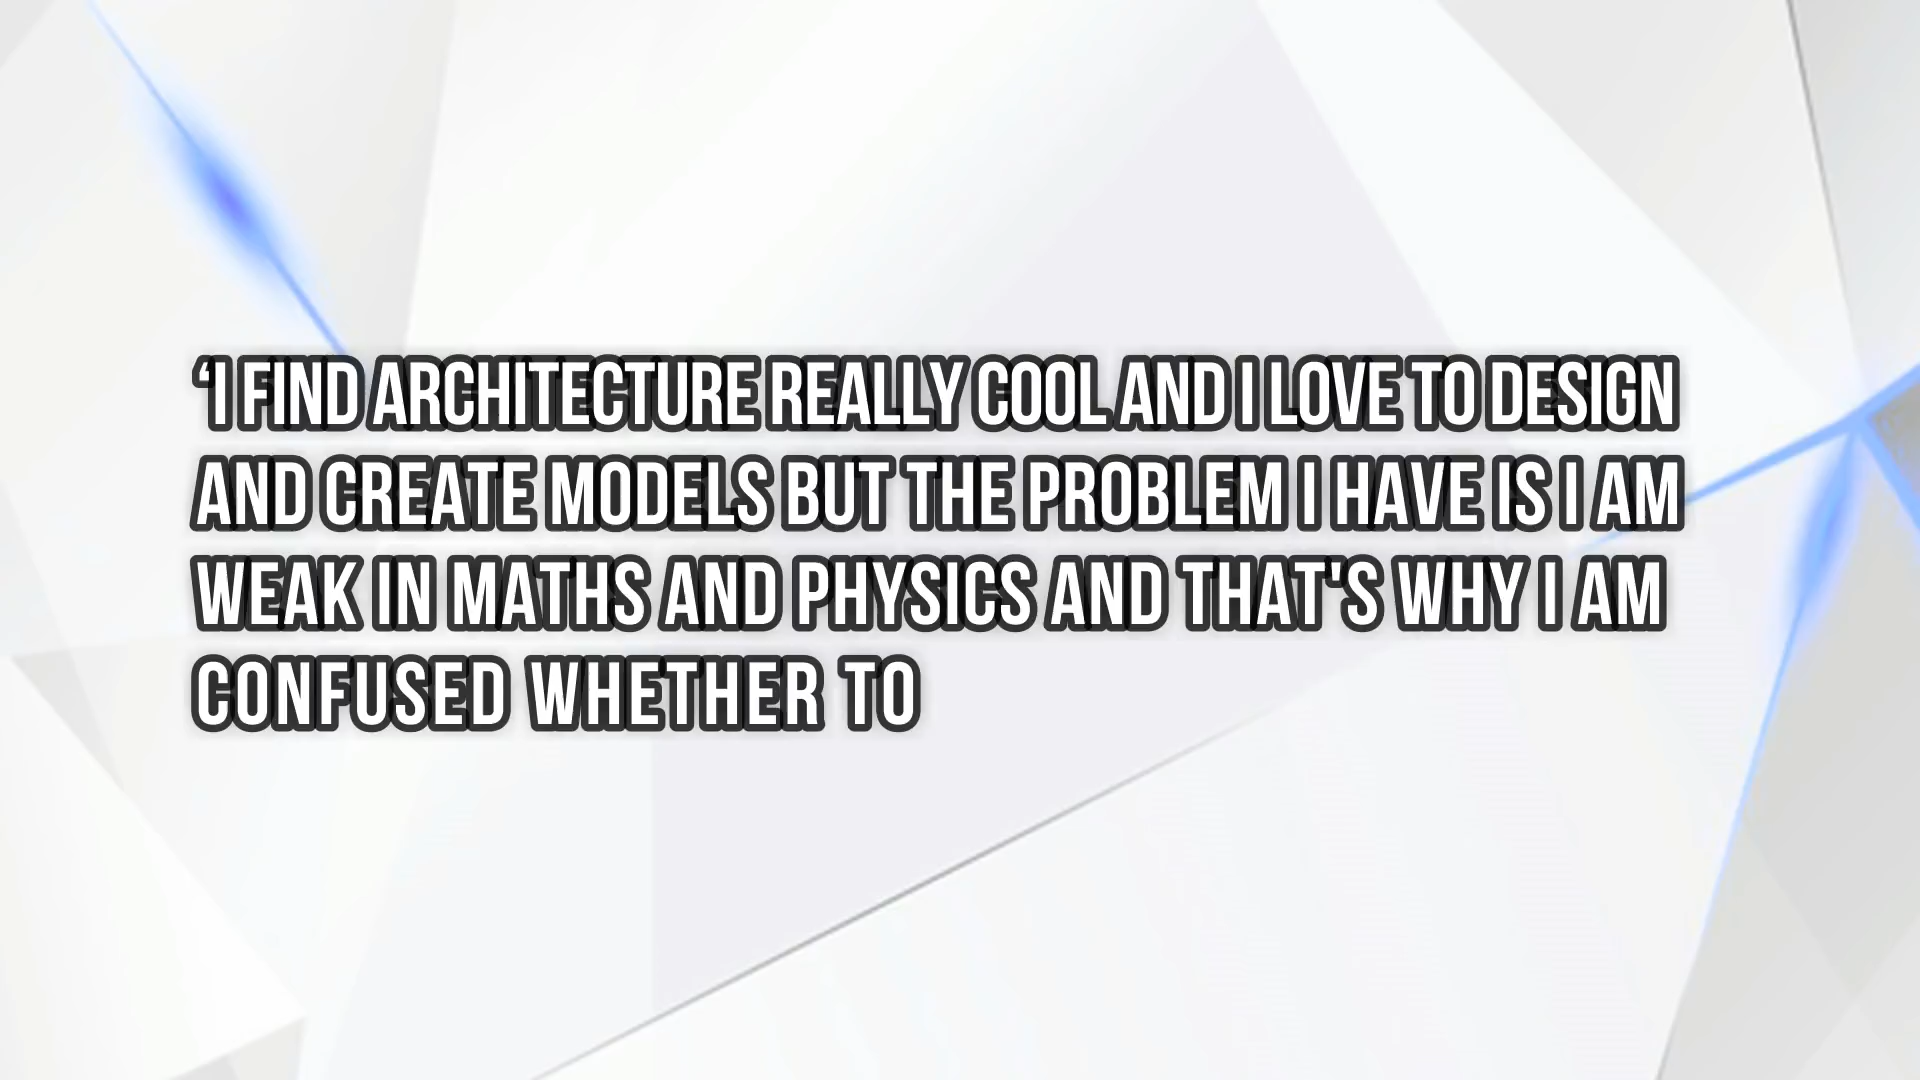 ‘I FIND ARCHITECTURE REALLY COOL AND I LOVE TO DESIGN
AND CREATE MODELS BUT THE PROBLEM I HAVE IS I AM
WEAK IN MATHS AND PHYSICS AND THAT'S WHY I AM
CONFUSED WHETHER TO